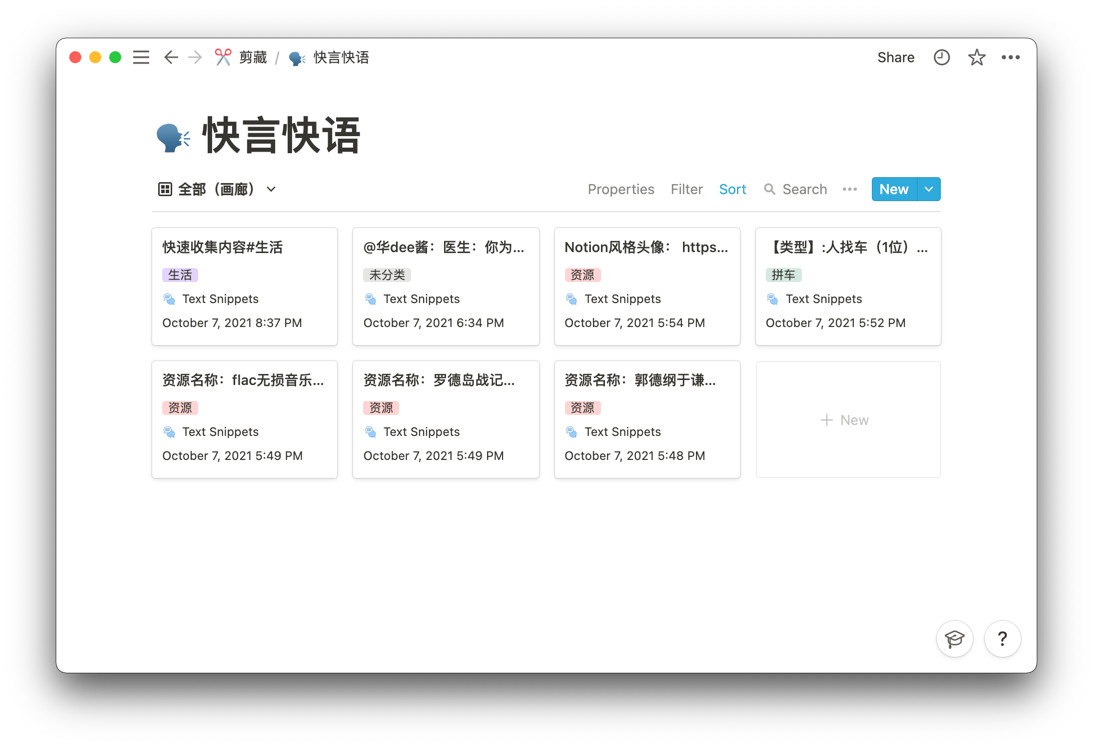 剪藏 / 快言快语 Share
快言快语
全部（画廊） Properties Filter Sort Search New
快速收集内容#生活
生活
Text Snippets
October 7, 2021 8:37 PM
@华dee酱：医生：你为...
未分类
Text Snippets
October 7, 2021 6:34 PM
Notion风格头像： https...
资源
Text Snippets
October 7, 2021 5:54 PM
【类型】:人找车（1位）...
拼车
Text Snippets
October 7, 2021 5:52 PM
资源名称：flac无损音乐...
资源
Text Snippets
October 7, 2021 5:49 PM
资源名称：罗德岛战记...
资源
Text Snippets
October 7, 2021 5:49 PM
资源名称：郭德纲于谦...
资源
Text Snippets
October 7, 2021 5:48 PM
+ New
?